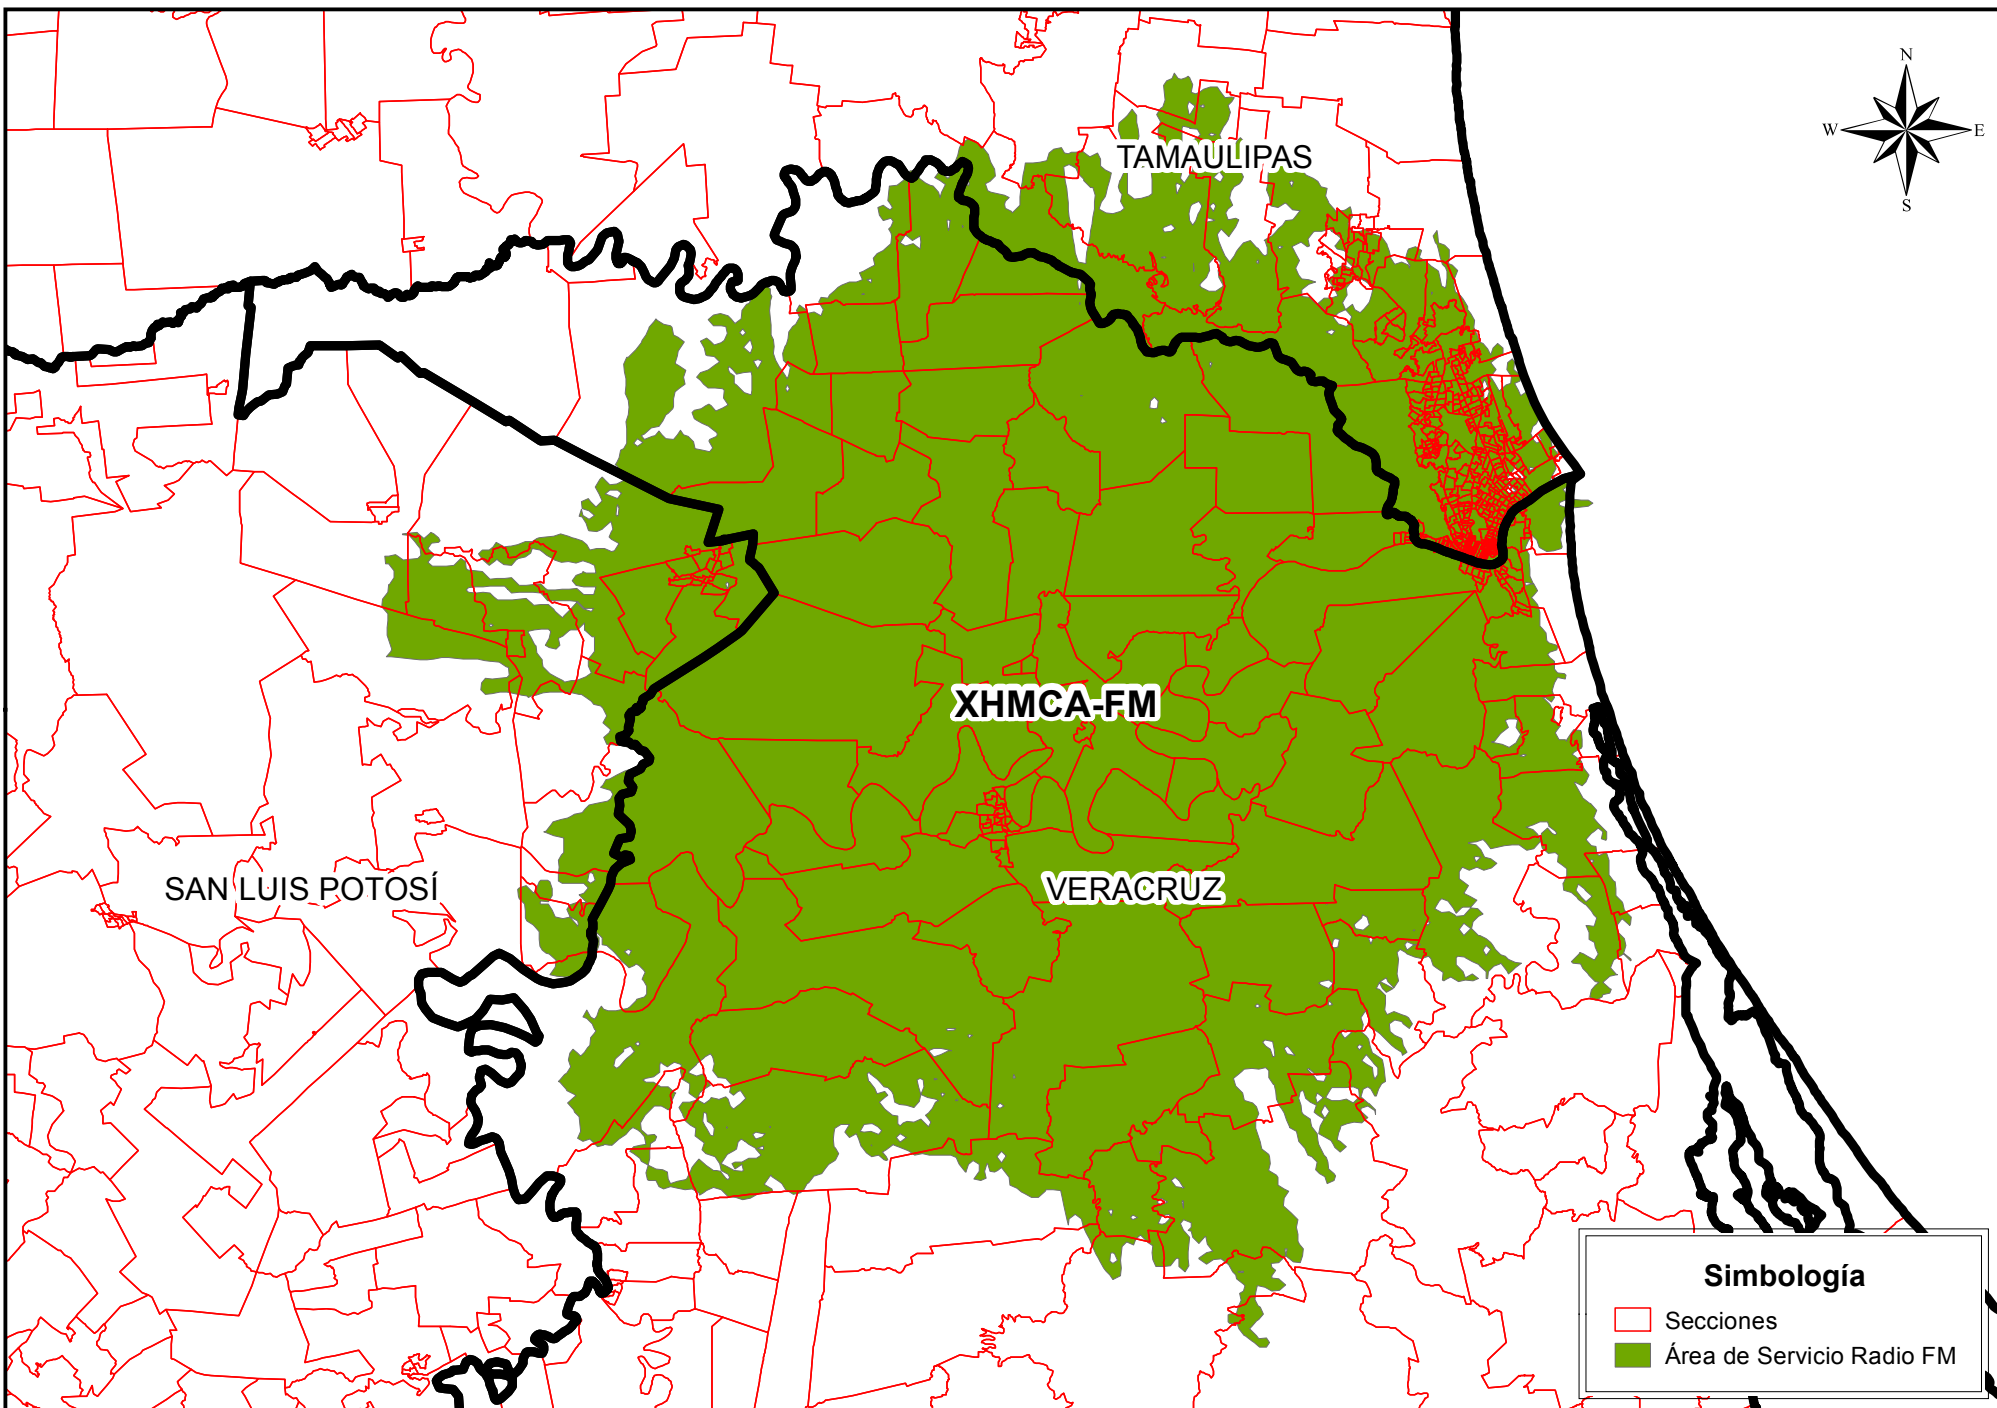 N
W E
S
TAMAULIPAS
XHMCA-FM
SAN LUIS POTOSÍ
VERACRUZ
Simbología
Secciones
Área de Servicio Radio FM